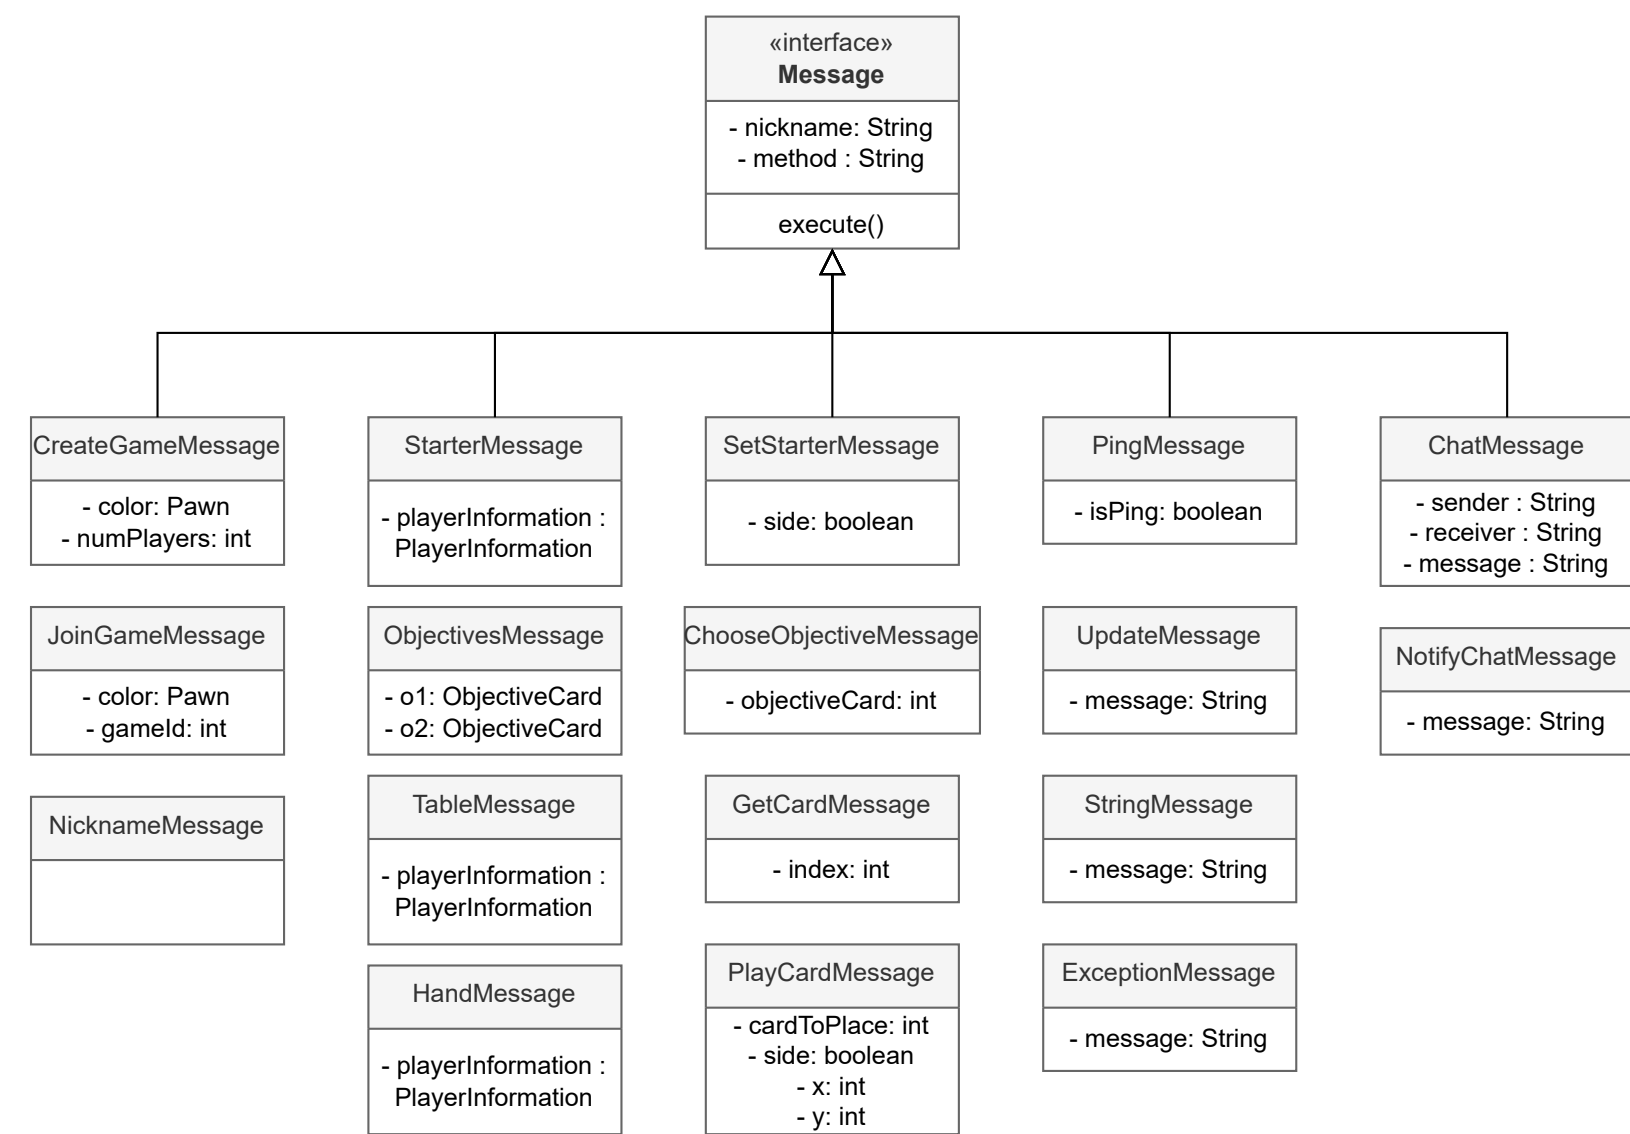 «interface»
Message
- nickname: String
- method : String
execute()
CreateGameMessage
- color: Pawn
- numPlayers: int
JoinGameMessage
- color: Pawn
- gameId: int
NicknameMessage
StarterMessage
- playerInformation :
PlayerInformation
ObjectivesMessage
- o1: ObjectiveCard
- o2: ObjectiveCard
TableMessage
- playerInformation :
PlayerInformation
HandMessage
- playerInformation :
PlayerInformation
SetStarterMessage
- side: boolean
ChooseObjectiveMessage
- objectiveCard: int
GetCardMessage
- index: int
PlayCardMessage
- cardToPlace: int
- side: boolean
- x: int
- y: int
PingMessage
- isPing: boolean
UpdateMessage
- message: String
StringMessage
- message: String
ExceptionMessage
- message: String
ChatMessage
- sender : String
- receiver : String
- message : String
NotifyChatMessage
- message: String